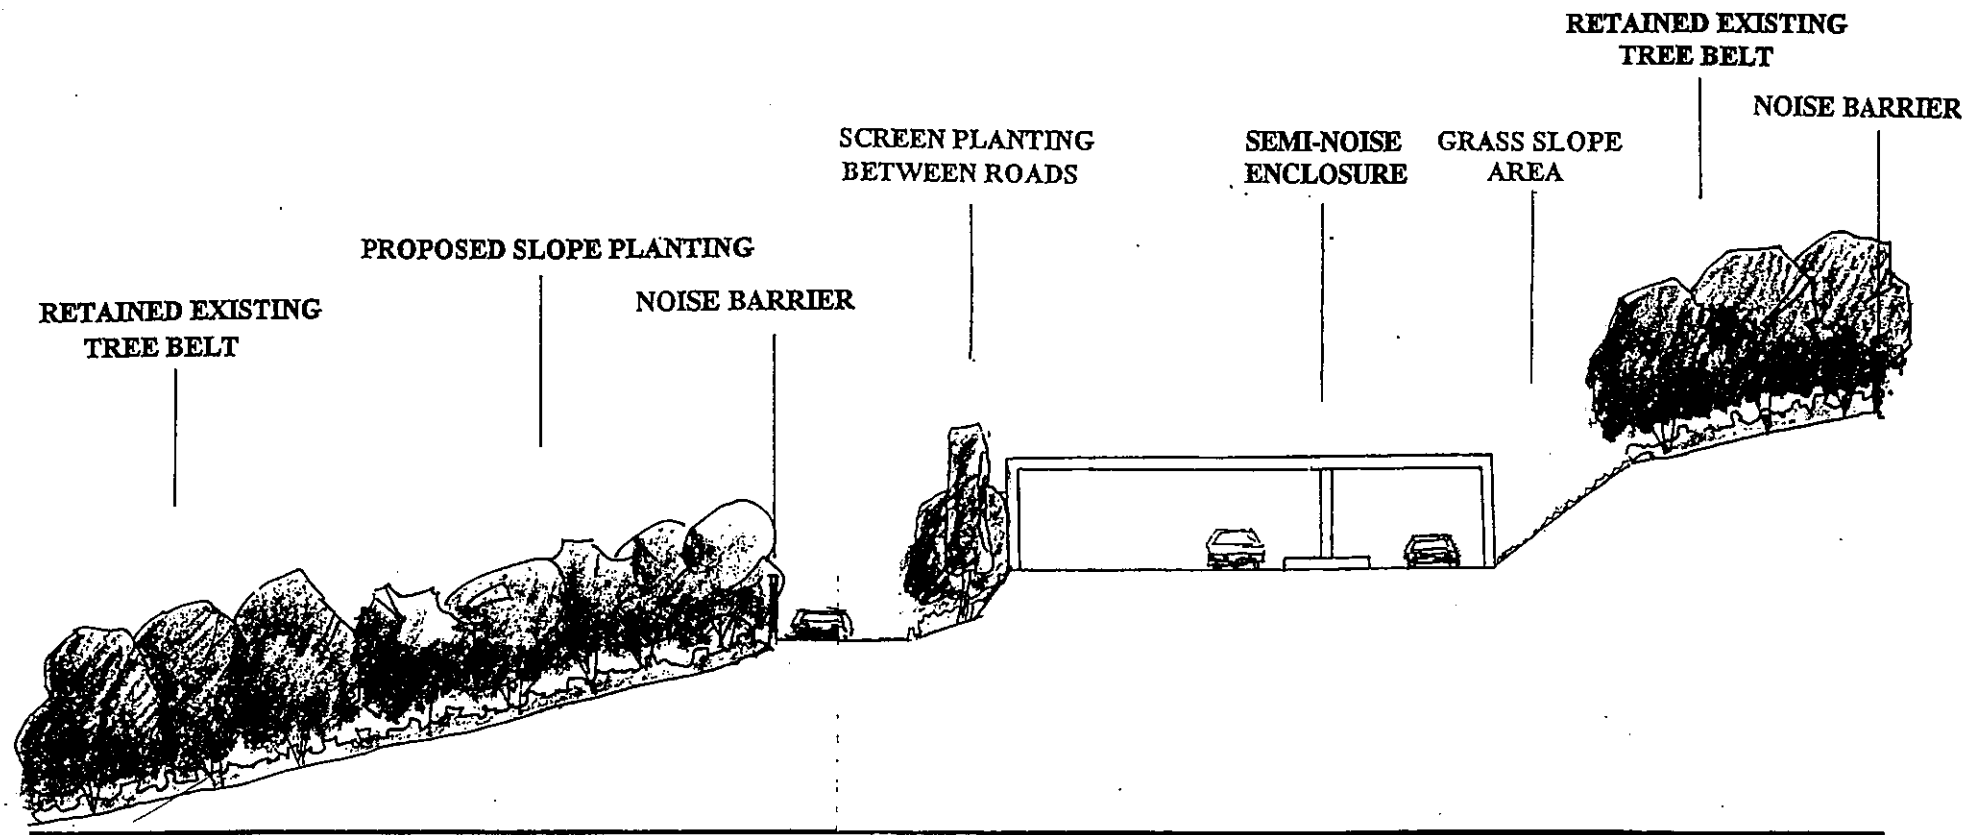 RETAINED EXISTING
TREE BELT
PROPOSED SLOPE PLANTING
NOISE BARRIER
SCREEN PLANTING
BETWEEN ROADS
SEMI-NOISE
ENCLOSURE
GRASS SLOPE
AREA
RETAINED EXISTING
TREE BELT
NOISE BARRIER